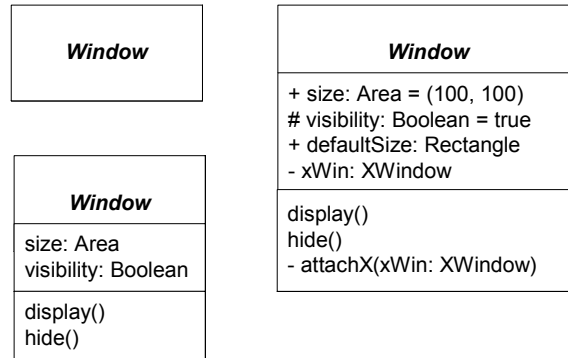 Window
Window
size: Area
visibility: Boolean
display()
hide()
Window
+ size: Area = (100, 100)
# visibility: Boolean = true
+ defaultSize: Rectangle
- xWin: XWindow
display()
hide()
- attachX(xWin: XWindow)